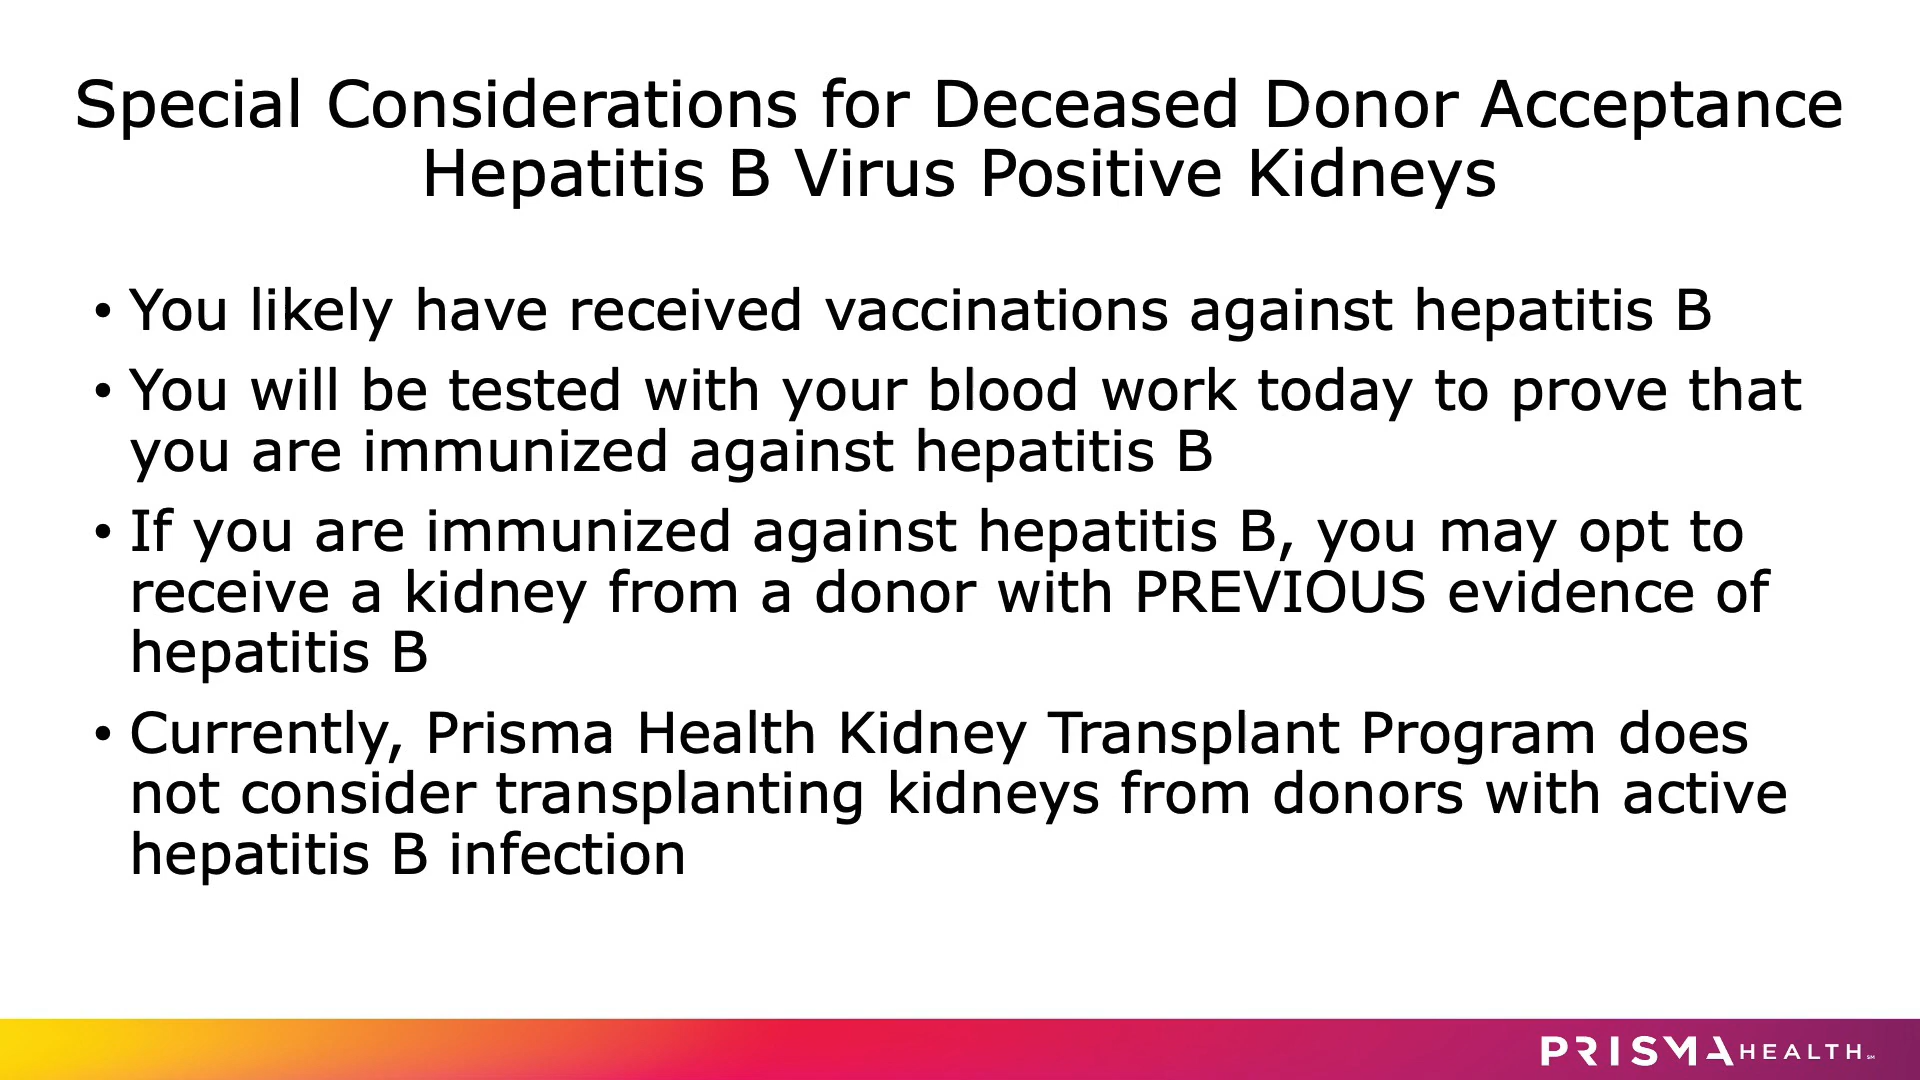 Special Considerations for Deceased Donor Acceptance
Hepatitis B Virus Positive Kidneys
• You likely have received vaccinations against hepatitis B
• You will be tested with your blood work today to prove that
you are immunized against hepatitis B
• If you are immunized against hepatitis B, you may opt to
receive a kidney from a donor with PREVIOUS evidence of
hepatitis B
• Currently, Prisma Health Kidney Transplant Program does
not consider transplanting kidneys from donors with active
hepatitis B infection
PRISMA HEALTH℠